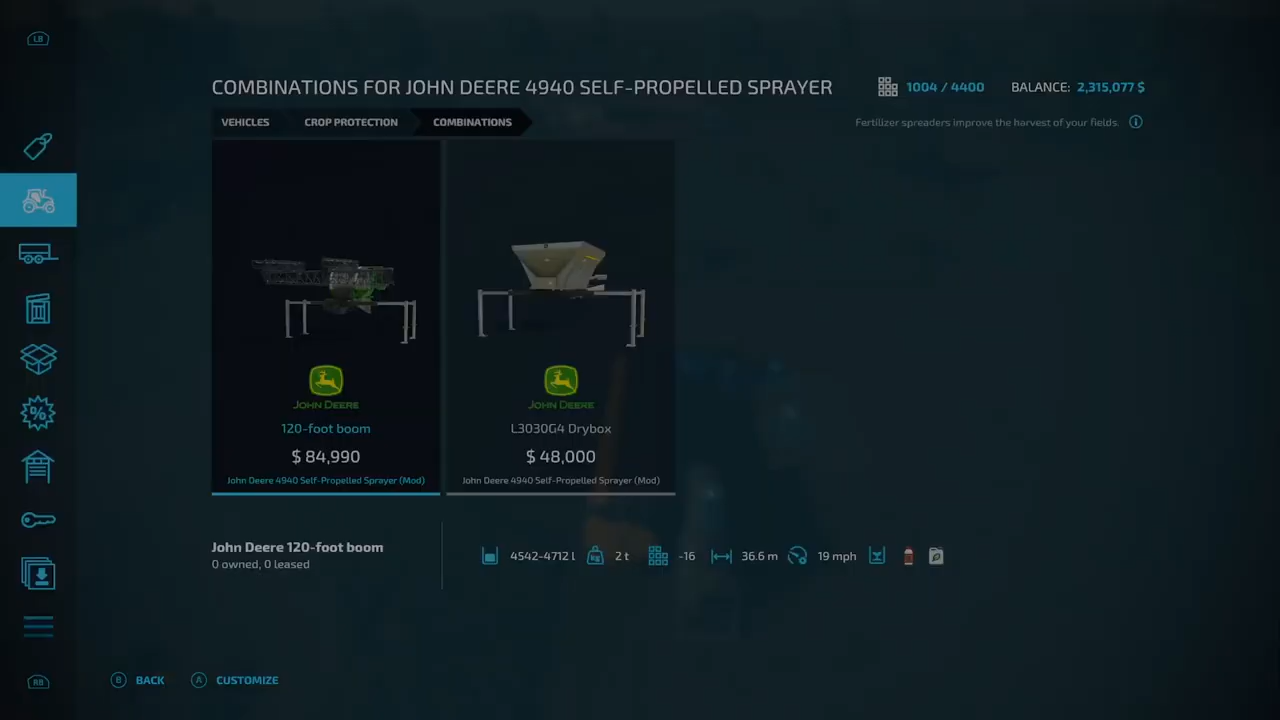 LB
COMBINATIONS FOR JOHN DEERE 4940 SELF-PROPELLED SPRAYER
1004 / 4400
BALANCE: 2,315,077 $
VEHICLES
CROP PROTECTION
COMBINATIONS
Fertilizer spreaders improve the harvest of your fields.
JOHN DEERE
120-foot boom
$ 84,990
John Deere 4940 Self-Propelled Sprayer (Mod)
JOHN DEERE
L3030G4 Drybox
$ 48,000
John Deere 4940 Self-Propelled Sprayer (Mod)
John Deere 120-foot boom
0 owned, 0 leased
4542-4712 l
2 t
-16
36.6 m
19 mph
RB
B BACK
A CUSTOMIZE